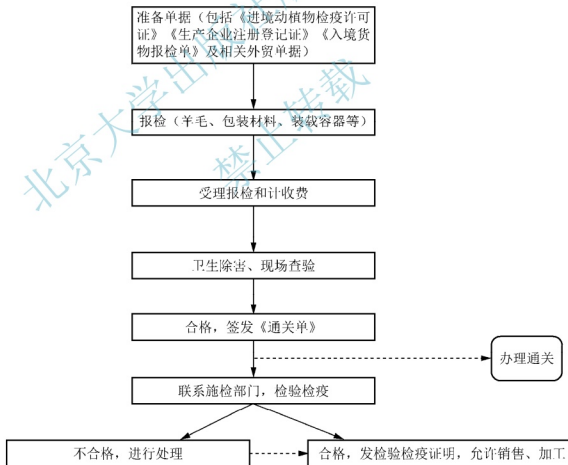 准备单据（包括《进境动植物检疫许可
证》《生产企业注册登记证》《入境货
物报检单》及相关外贸单据）
报检（羊毛、包装材料、装载容器等）
受理报检和计收费
卫生除害、现场查验
合格，签发《通关单》
办理通关
联系施检部门，检验检疫
不合格，进行处理
合格，发检验检疫证明，允许销售、加工
北京大学出版社
禁止转载